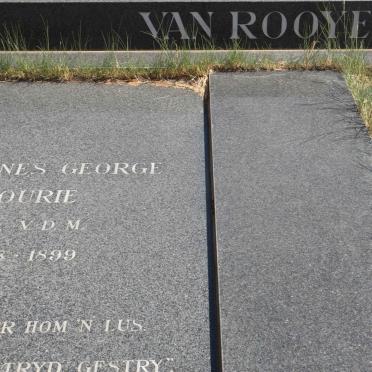 VAN ROOYE
NES GEORGE
OURIE
V.D.M.
- 1899
R HOM 'N LUS
TRYD GESTRY".